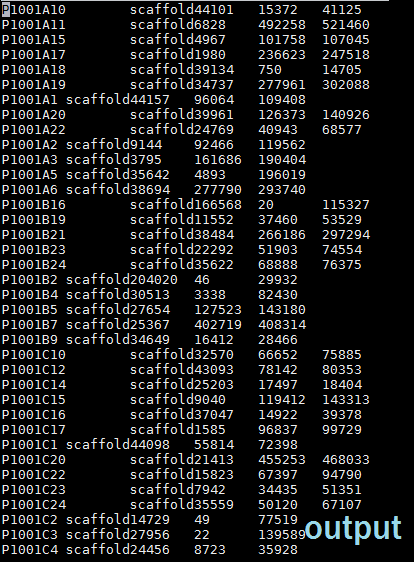 P1001A10 scaffold44101 15372 41125
P1001A11 scaffold6828 492258 521460
P1001A15 scaffold4967 101758 107045
P1001A17 scaffold1980 236623 247518
P1001A18 scaffold39134 750 14705
P1001A19 scaffold34737 277961 302088
P1001A1 scaffold44157 96064 109408
P1001A20 scaffold39961 126373 140926
P1001A22 scaffold24769 40943 68577
P1001A2 scaffold9144 92466 119562
P1001A3 scaffold3795 161686 190404
P1001A5 scaffold35642 4893 196019
P1001A6 scaffold38694 277790 293740
P1001B16 scaffold166568 20 115327
P1001B19 scaffold11552 37460 53529
P1001B21 scaffold38484 266186 297294
P1001B23 scaffold22292 51903 74554
P1001B24 scaffold35622 68888 76375
P1001B2 scaffold204020 46 29932
P1001B4 scaffold30513 3338 82430
P1001B5 scaffold27654 127523 143180
P1001B7 scaffold25367 402719 408314
P1001B9 scaffold34649 16412 28466
P1001C10 scaffold32570 66652 75885
P1001C12 scaffold43093 78142 80353
P1001C14 scaffold25203 17497 18404
P1001C15 scaffold9040 119412 143313
P1001C16 scaffold37047 14922 39378
P1001C17 scaffold1585 96837 99729
P1001C1 scaffold44098 55814 72398
P1001C20 scaffold21413 455253 468033
P1001C22 scaffold15823 67397 94790
P1001C23 scaffold7942 34435 51351
P1001C24 scaffold35559 50120 67107
P1001C2 scaffold14729 49 77519
P1001C3 scaffold27956 22 139589
P1001C4 scaffold24456 8723 35928
output